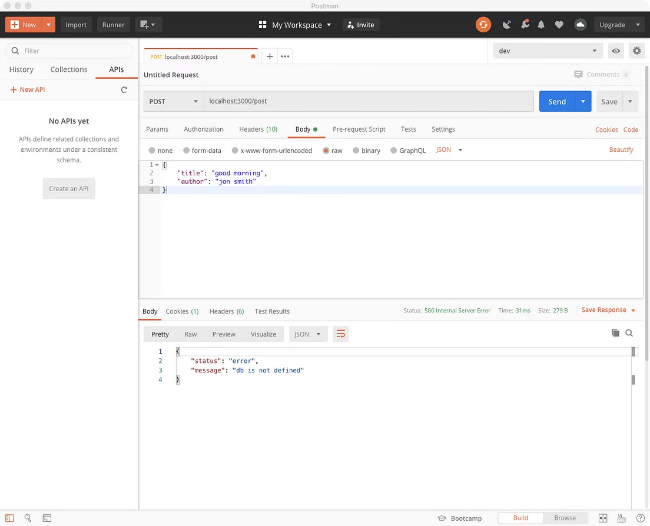 Postman
New
Import
Runner
My Workspace
Invite
Upgrade
Filter
History
Collections
APIs
+ New API
No APIs yet
APIs define related collections and
environments under a consistent
schema.
Create an API
POST localhost:3000/post
dev
Untitled Request
Comments 0
POST
localhost:3000/post
Send
Save
Params
Authorization
Headers (10)
Body
Pre-request Script
Tests
Settings
Cookies
Code
none
form-data
x-www-form-urlencoded
raw
binary
GraphQL
JSON
Beautify
1 {
2 "title": "good morning",
3 "author": "jon smith"
4 }
Body
Cookies (1)
Headers (6)
Test Results
Status: 500 Internal Server Error
Time: 31ms
Size: 279 B
Save Response
Pretty
Raw
Preview
Visualize
JSON
1 {
2 "status": "error",
3 "message": "db is not defined"
4 }
Bootcamp
Build
Browse